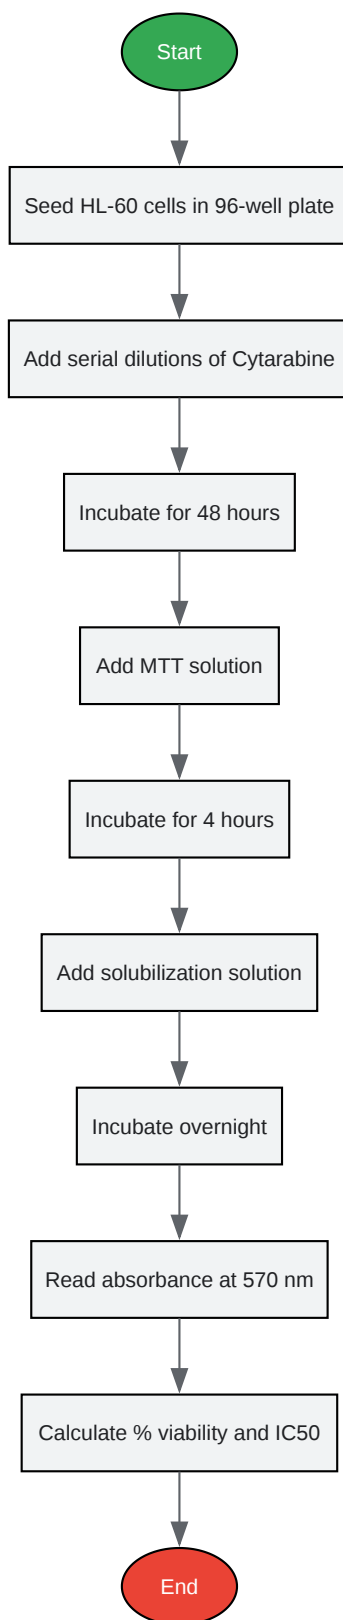 Start
Seed HL-60 cells in 96-well plate
Add serial dilutions of Cytarabine
Incubate for 48 hours
Add MTT solution
Incubate for 4 hours
Add solubilization solution
Incubate overnight
Read absorbance at 570 nm
Calculate % viability and IC50
End